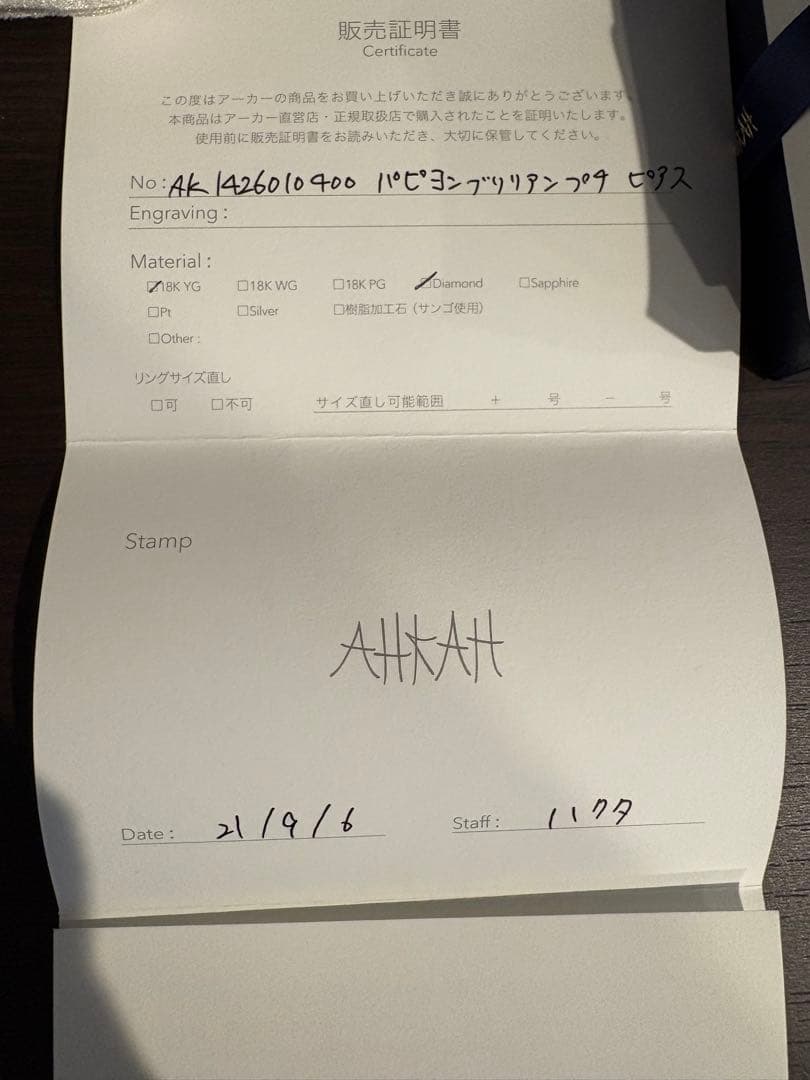 販売証明書
Certificate
この度はアーカーの商品をお買い上げいただき誠にありがとうございます。
本商品はアーカー直営店・正規取扱店で購入されたことを証明いたします。
使用前に販売証明書をお読みいただき、大切に保管してください。
No : AK 1426010400 パピヨンブリリアンプチ ピアス
Engraving :
Material :
☑18K YG □18K WG □18K PG ☑Diamond □Sapphire
□Pt □Silver □樹脂加工石（サンゴ使用）
□Other :
リングサイズ直し
□可 □不可 サイズ直し可能範囲 + 号 − 号
Stamp
AHKAH
Date : 21/9/6 Staff : ハクタ